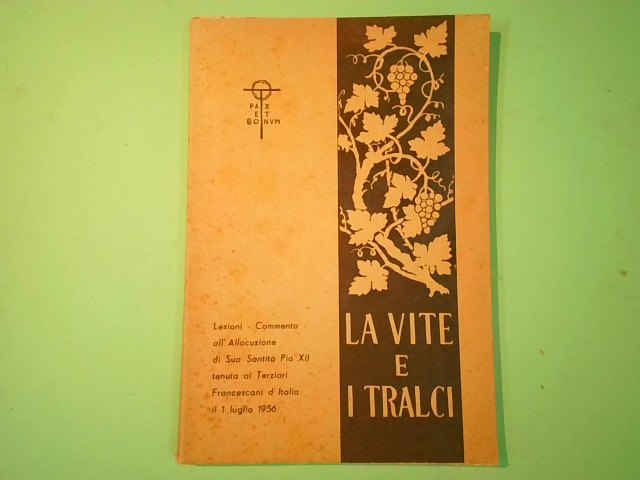 PAX
ET
BONUM
LA VITE
E
I TRALCI
Lezioni - Commento
all'Allocuzione
di Sua Santità Pio XII
tenuta ai Terziari
Francescani d'Italia
il 1 luglio 1956